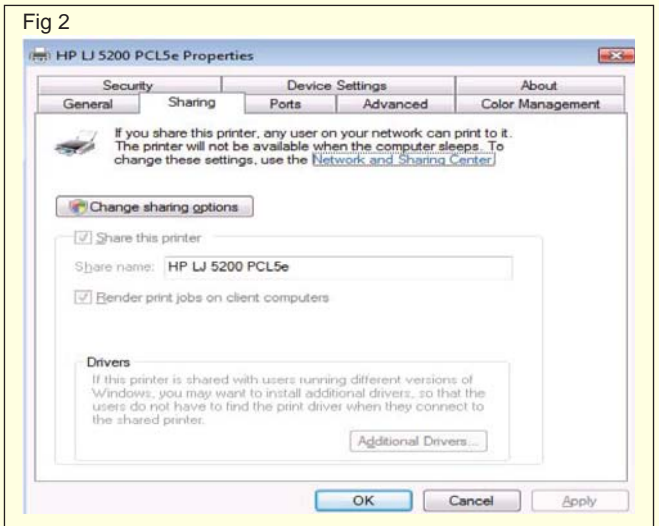 Fig 2
HP LJ 5200 PCL5e Properties
Security Device Settings About
General Sharing Ports Advanced Color Management
If you share this printer, any user on your network can print to it.
The printer will not be available when the computer sleeps. To
change these settings, use the Network and Sharing Center.
Change sharing options
Share this printer
Share name: HP LJ 5200 PCL5e
Render print jobs on client computers
Drivers
If this printer is shared with users running different versions of
Windows, you may want to install additional drivers, so that the
users do not have to find the print driver when they connect to
the shared printer.
Additional Drivers...
OK Cancel Apply